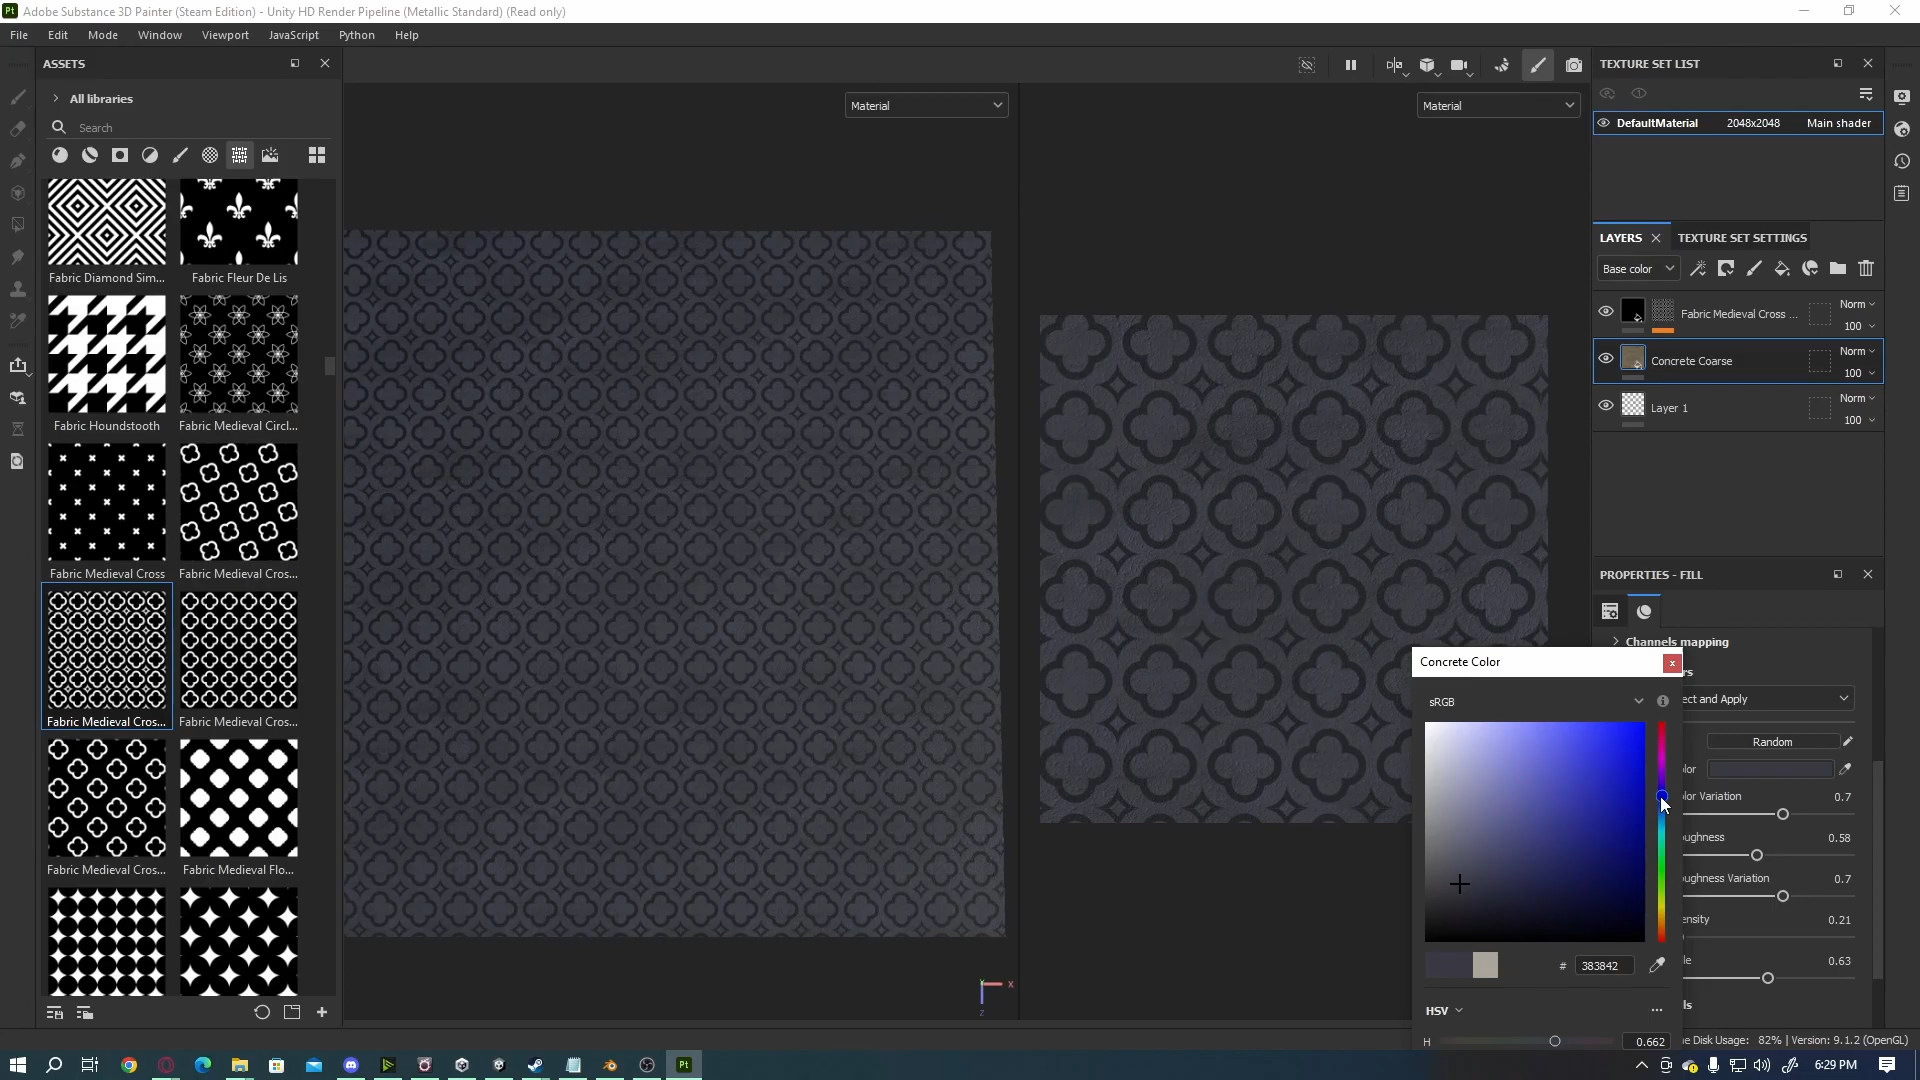 Pt Adobe Substance 3D Painter (Steam Edition) - Unity HD Render Pipeline (Metallic Standard) (Read only)
File Edit Mode Window Viewport JavaScript Python Help
ASSETS
All libraries
Search
Fabric Diamond Sim... Fabric Fleur De Lis
Fabric Houndstooth Fabric Medieval Circl...
Fabric Medieval Cross Fabric Medieval Cros...
Fabric Medieval Cros... Fabric Medieval Cros...
Fabric Medieval Cros... Fabric Medieval Flo...
Material
Material
X
Z
TEXTURE SET LIST
DefaultMaterial 2048x2048 Main shader
LAYERS TEXTURE SET SETTINGS
Base color
Fabric Medieval Cross ... Norm
100
Concrete Coarse Norm
100
Layer 1 Norm
100
PROPERTIES - FILL
Channels mapping
rs
ect and Apply
Random
lor
lor Variation 0.7
ughness 0.58
ughness Variation 0.7
ensity 0.21
le 0.63
ls
Concrete Color
x
sRGB
# 383842
HSV
H 0.662
he Disk Usage: 82% | Version: 9.1.2 (OpenGL)
Pt
6:29 PM